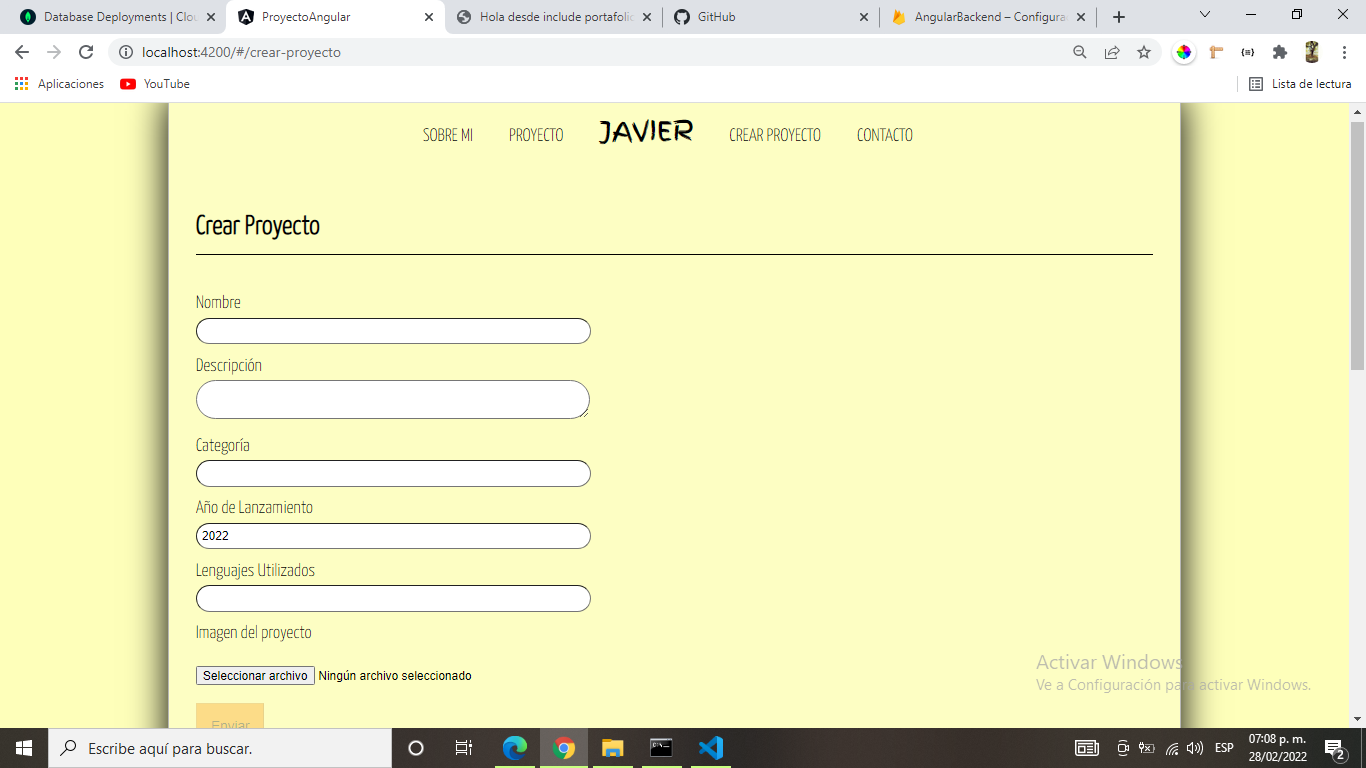 Database Deployments | Clou
ProyectoAngular
Hola desde include portafolio
GitHub
AngularBackend – Configura
localhost:4200/#/crear-proyecto
Aplicaciones
YouTube
Lista de lectura
SOBRE MI PROYECTO JAVIER CREAR PROYECTO CONTACTO
Crear Proyecto
Nombre
Descripción
Categoría
Año de Lanzamiento
2022
Lenguajes Utilizados
Imagen del proyecto
Seleccionar archivo Ningún archivo seleccionado
Enviar
Activar Windows
Ve a Configuración para activar Windows.
Escribe aquí para buscar.
ESP
07:08 p. m.
28/02/2022
2